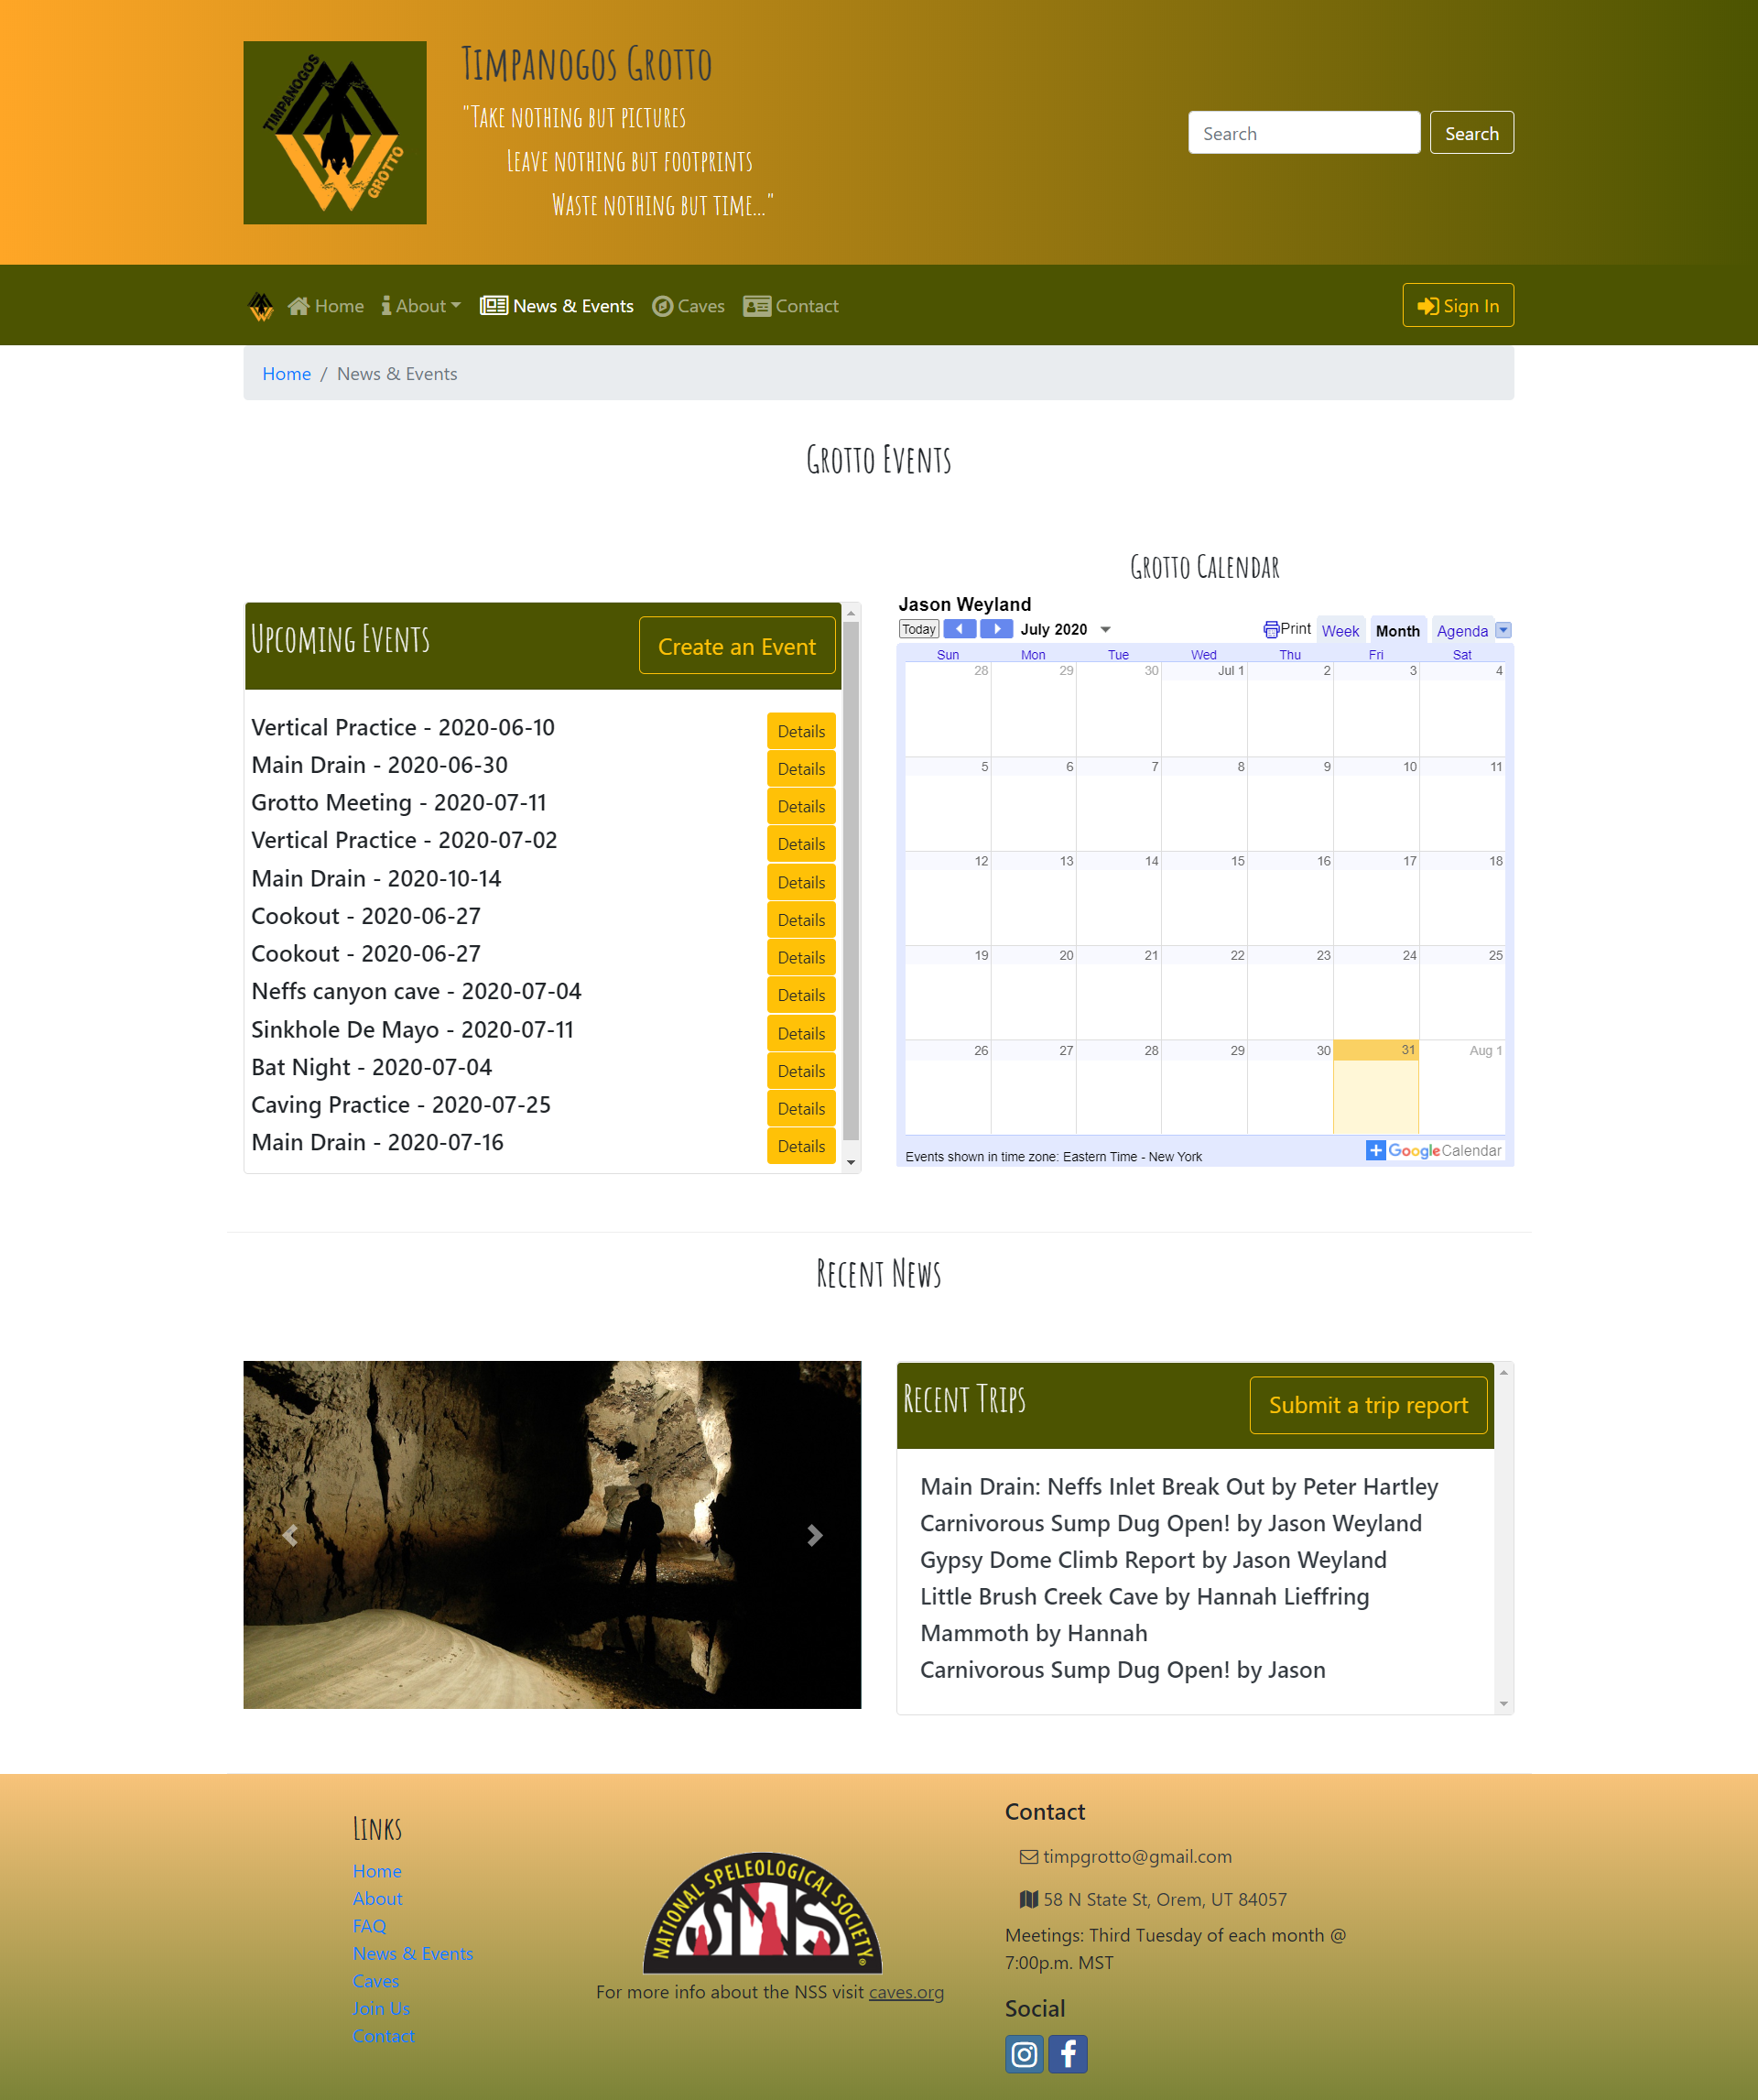 TIMPANOGOS
GROTTO
Timpanogos Grotto
"Take nothing but pictures
Leave nothing but footprints
Waste nothing but time..."
Search
Search
Home
About
News & Events
Caves
Contact
Sign In
Home / News & Events
Grotto Events
Grotto Calendar
Upcoming Events
Create an Event
Vertical Practice - 2020-06-10 Details
Main Drain - 2020-06-30 Details
Grotto Meeting - 2020-07-11 Details
Vertical Practice - 2020-07-02 Details
Main Drain - 2020-10-14 Details
Cookout - 2020-06-27 Details
Cookout - 2020-06-27 Details
Neffs canyon cave - 2020-07-04 Details
Sinkhole De Mayo - 2020-07-11 Details
Bat Night - 2020-07-04 Details
Caving Practice - 2020-07-25 Details
Main Drain - 2020-07-16 Details
Jason Weyland
Today July 2020 Print Week Month Agenda
Sun Mon Tue Wed Thu Fri Sat
28 29 30 Jul 1 2 3 4
5 6 7 8 9 10 11
12 13 14 15 16 17 18
19 20 21 22 23 24 25
26 27 28 29 30 31 Aug 1
Events shown in time zone: Eastern Time - New York
Google Calendar
Recent News
Recent Trips
Submit a trip report
Main Drain: Neffs Inlet Break Out by Peter Hartley
Carnivorous Sump Dug Open! by Jason Weyland
Gypsy Dome Climb Report by Jason Weyland
Little Brush Creek Cave by Hannah Lieffring
Mammoth by Hannah
Carnivorous Sump Dug Open! by Jason
Links
Home
About
FAQ
News & Events
Caves
Join Us
Contact
NATIONAL SPELEOLOGICAL SOCIETY®
SNS
For more info about the NSS visit caves.org
Contact
timpgrotto@gmail.com
58 N State St, Orem, UT 84057
Meetings: Third Tuesday of each month @
7:00p.m. MST
Social